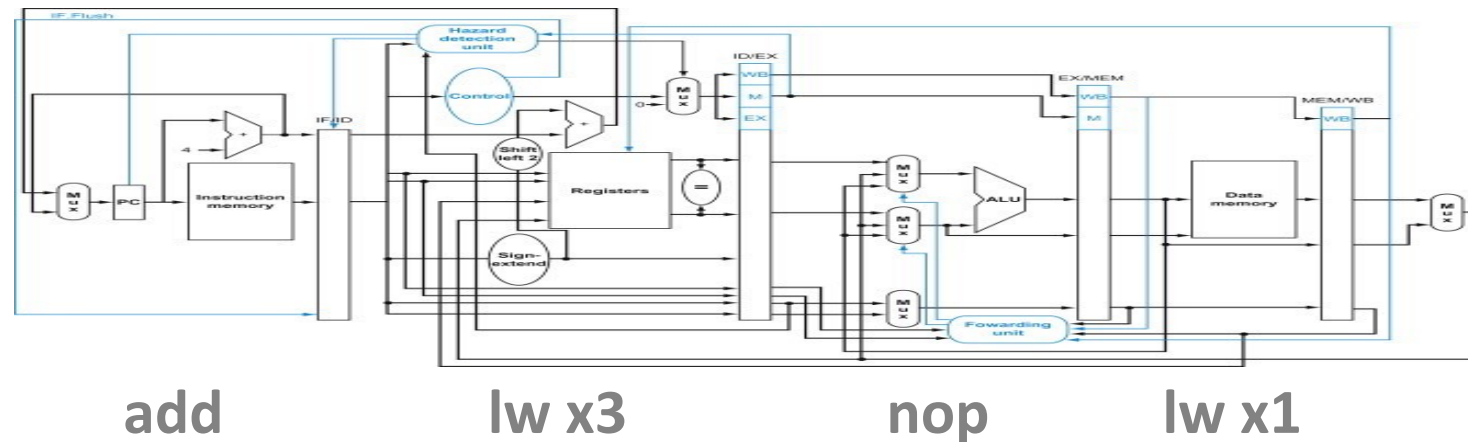 IF.Flush
Hazard
detection
unit
ID/EX
WB
EX/MEM
Control
M
u
x
M
WB
MEM/WB
0
EX
M
WB
IF/ID
+
+
4
Shift
left 2
M
u
x
PC
Instruction
memory
Registers
=
M
u
x
ALU
Data
memory
M
u
x
M
u
x
Sign-
extend
M
u
x
Fowarding
unit
add lw x3 nop lw x1